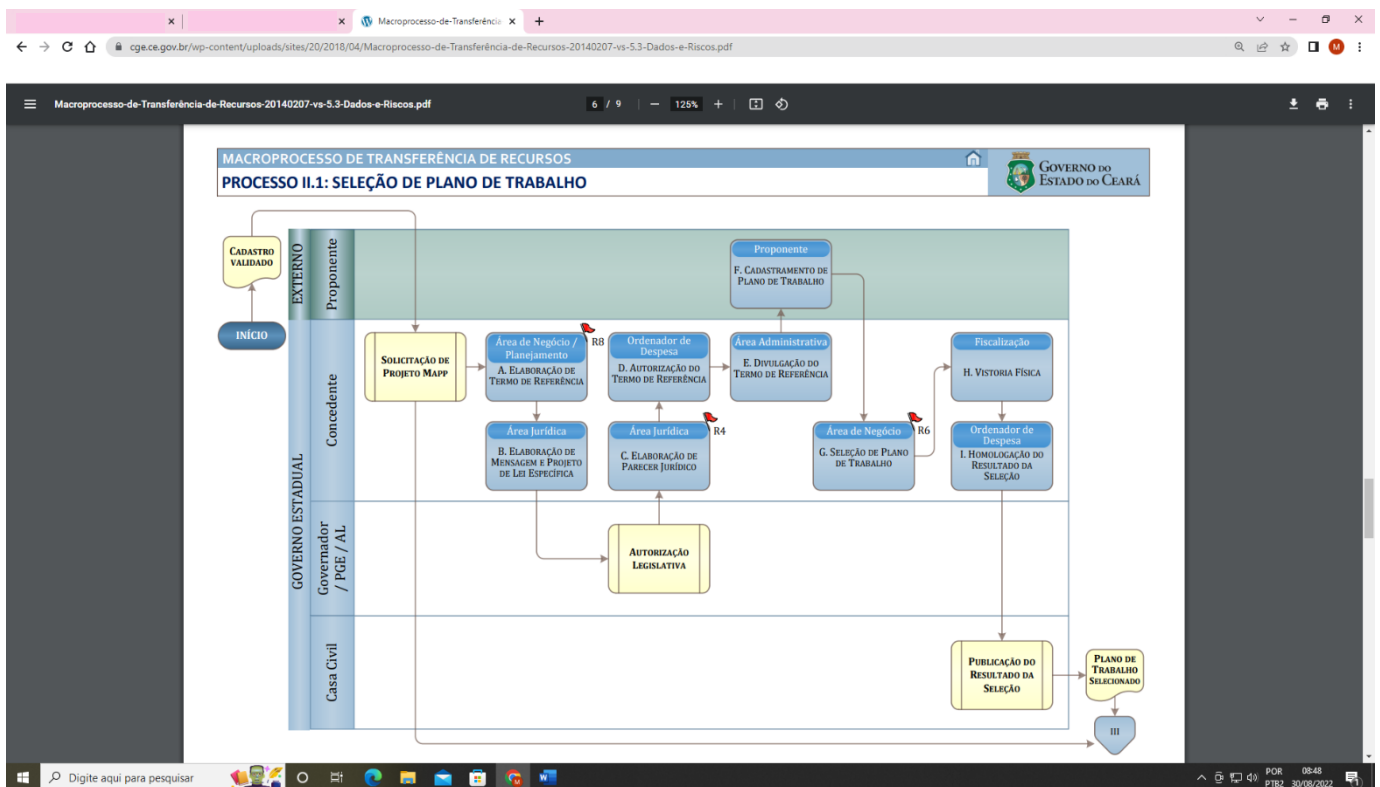 Macroprocesso-de-Transferência
cge.ce.gov.br/wp-content/uploads/sites/20/2018/04/Macroprocesso-de-Transferência-de-Recursos-20140207-vs-5.3-Dados-e-Riscos.pdf
M
Macroprocesso-de-Transferência-de-Recursos-20140207-vs-5.3-Dados-e-Riscos.pdf
6 / 9
125%
MACROPROCESSO DE TRANSFERÊNCIA DE RECURSOS
PROCESSO II.1: SELEÇÃO DE PLANO DE TRABALHO
GOVERNO DO
ESTADO DO CEARÁ
CADASTRO
VALIDADO
INÍCIO
EXTERNO
Proponente
GOVERNO ESTADUAL
Concedente
Governador
/ PGE / AL
Casa Civil
SOLICITAÇÃO DE
PROJETO MAPP
Área de Negócio /
Planejamento
A. ELABORAÇÃO DE
TERMO DE REFERÊNCIA
R8
Área Jurídica
B. ELABORAÇÃO DE
MENSAGEM E PROJETO
DE LEI ESPECÍFICA
AUTORIZAÇÃO
LEGISLATIVA
Área Jurídica
C. ELABORAÇÃO DE
PARECER JURÍDICO
R4
Ordenador de
Despesa
D. AUTORIZAÇÃO DO
TERMO DE REFERÊNCIA
Área Administrativa
E. DIVULGAÇÃO DO
TERMO DE REFERÊNCIA
Proponente
F. CADASTRAMENTO DE
PLANO DE TRABALHO
Área de Negócio
G. SELEÇÃO DE PLANO
DE TRABALHO
R6
Fiscalização
H. VISTORIA FÍSICA
Ordenador de
Despesa
I. HOMOLOGAÇÃO DO
RESULTADO DA
SELEÇÃO
PUBLICAÇÃO DO
RESULTADO DA
SELEÇÃO
PLANO DE
TRABALHO
SELECIONADO
III
Digite aqui para pesquisar
POR
PTB2
08:48
30/08/2022